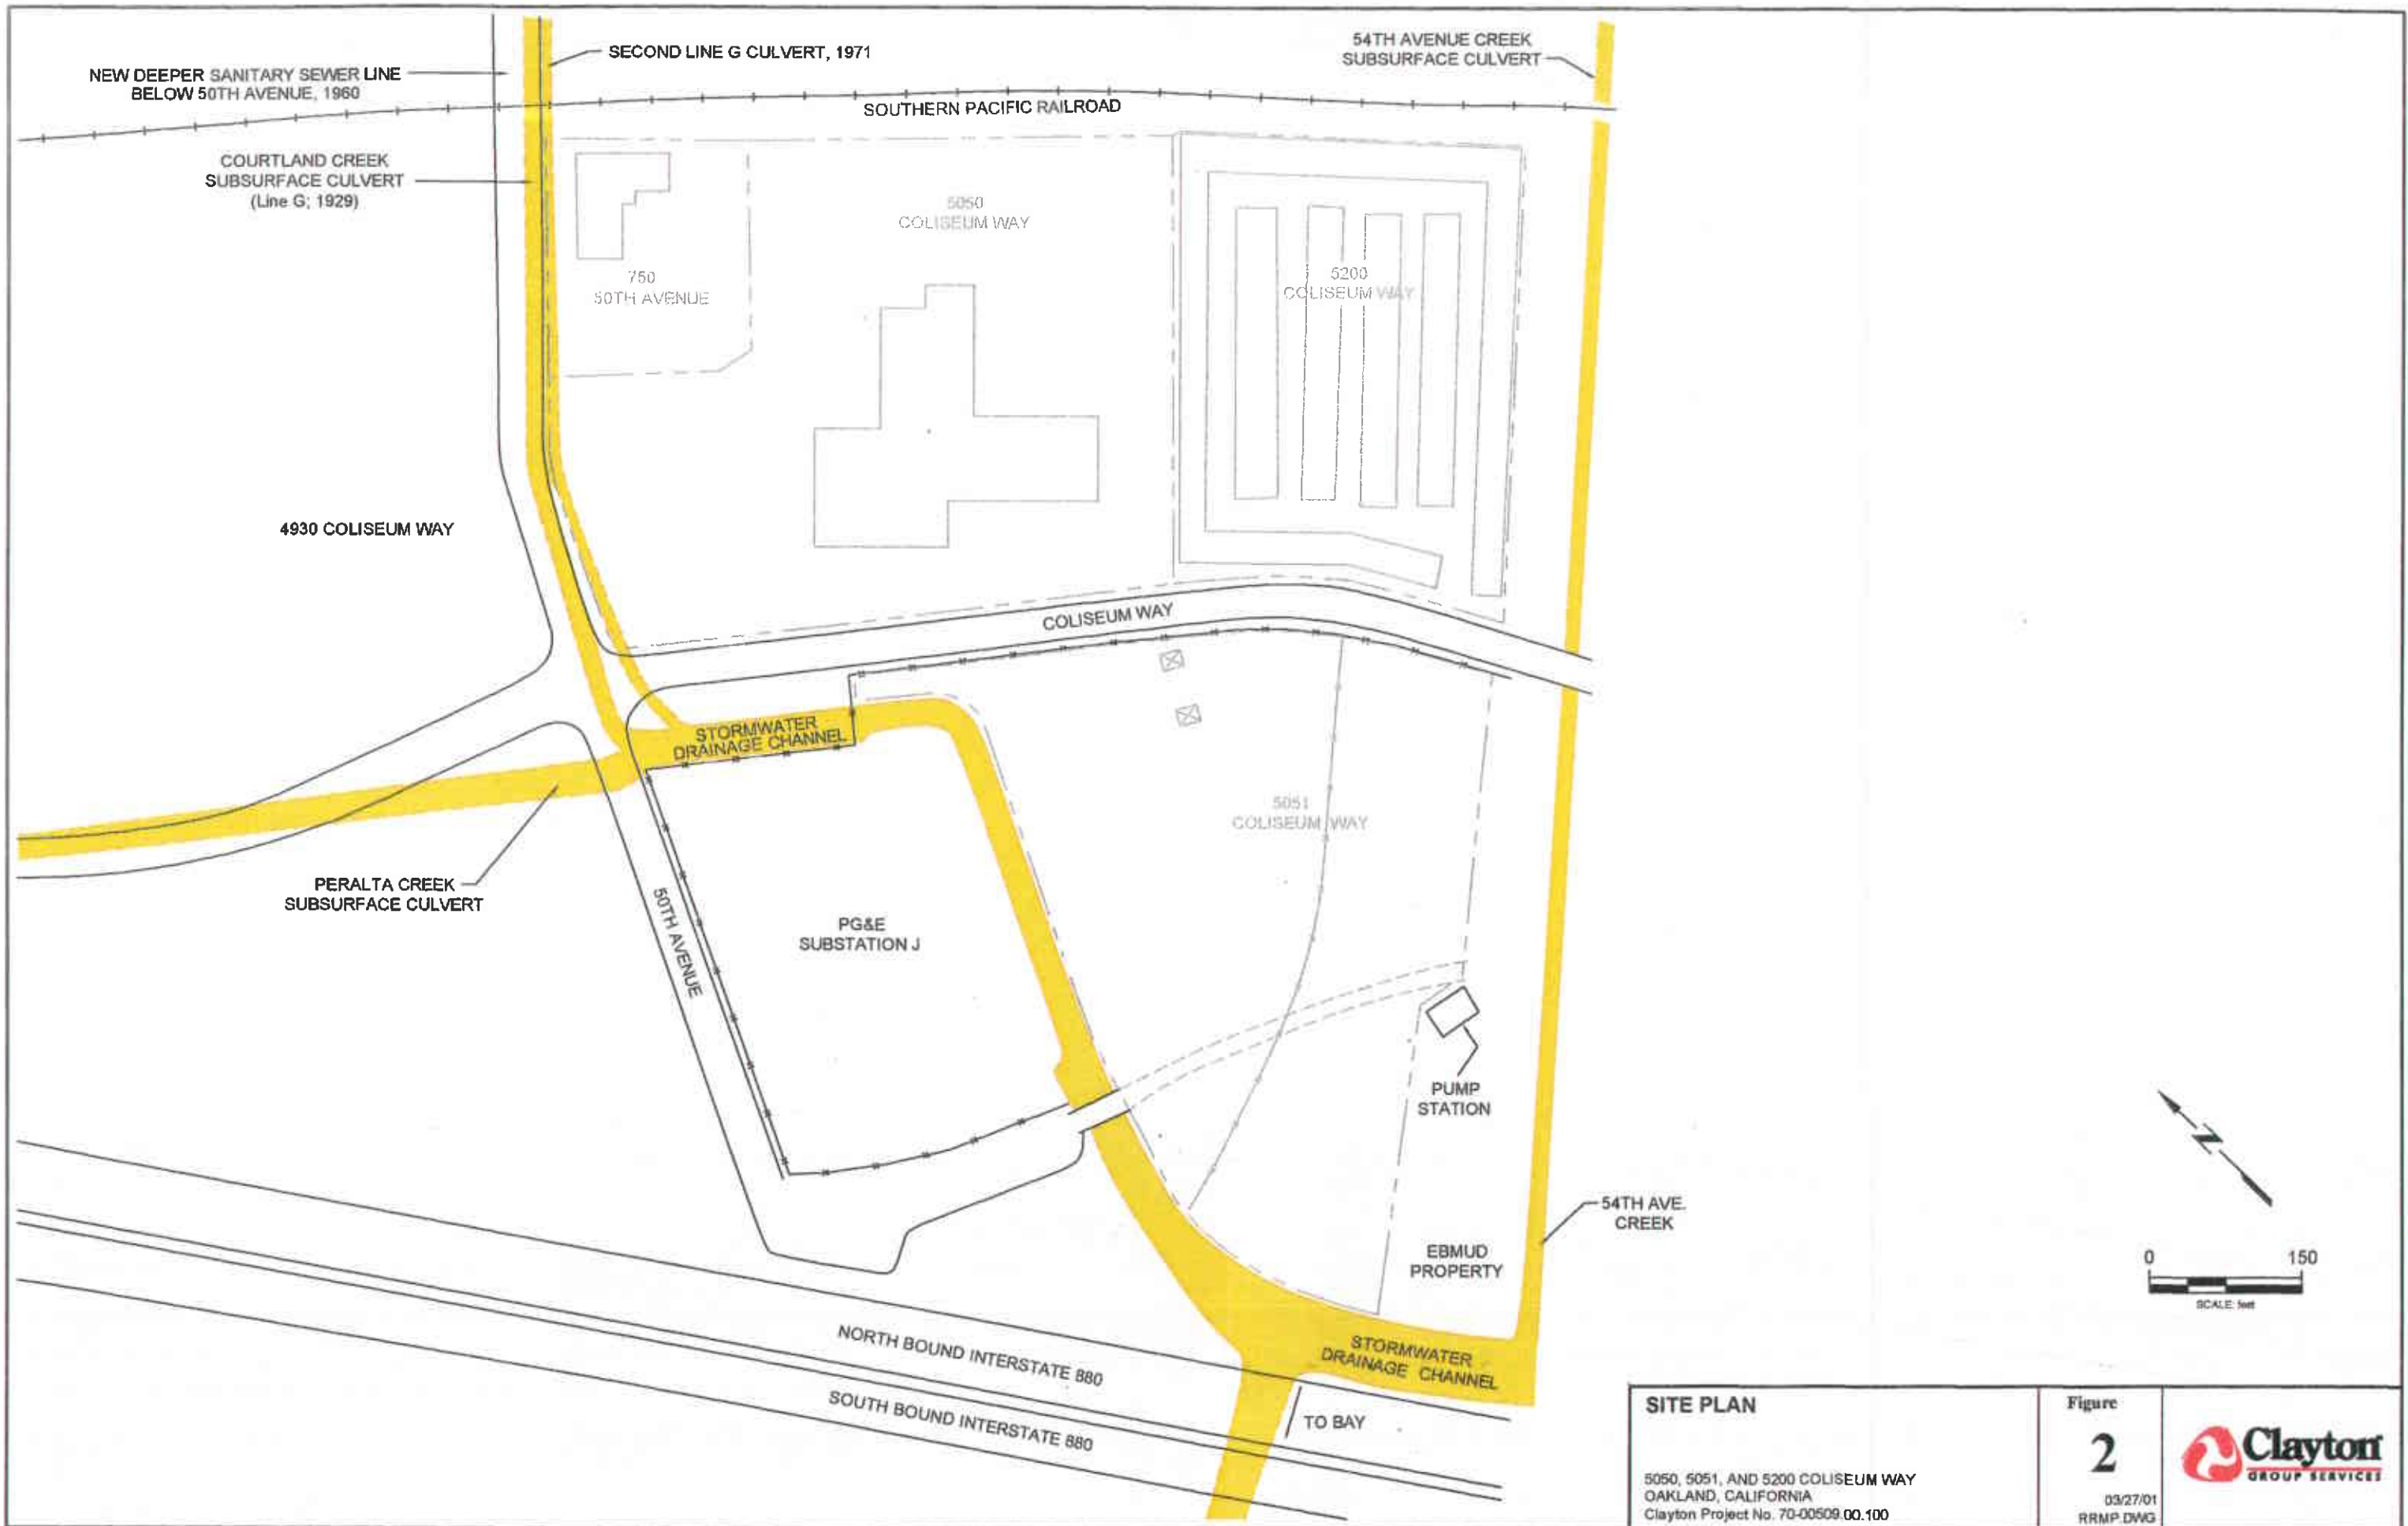 SECOND LINE G CULVERT, 1971
54TH AVENUE CREEK
SUBSURFACE CULVERT
NEW DEEPER SANITARY SEWER LINE
BELOW 50TH AVENUE, 1960
SOUTHERN PACIFIC RAILROAD
COURTLAND CREEK
SUBSURFACE CULVERT
(Line G; 1929)
5050
COLISEUM WAY
750
50TH AVENUE
5200
COLISEUM WAY
4930 COLISEUM WAY
COLISEUM WAY
STORMWATER
DRAINAGE CHANNEL
5051
COLISEUM WAY
PERALTA CREEK
SUBSURFACE CULVERT
50TH AVENUE
PG&E
SUBSTATION J
PUMP
STATION
N
54TH AVE.
CREEK
EBMUD
PROPERTY
0 150
SCALE: feet
NORTH BOUND INTERSTATE 880
STORMWATER
DRAINAGE CHANNEL
SOUTH BOUND INTERSTATE 880
TO BAY
SITE PLAN
5050, 5051, AND 5200 COLISEUM WAY
OAKLAND, CALIFORNIA
Clayton Project No. 70-00509.00.100
Figure
2
03/27/01
RRMP.DWG
Clayton
GROUP SERVICES